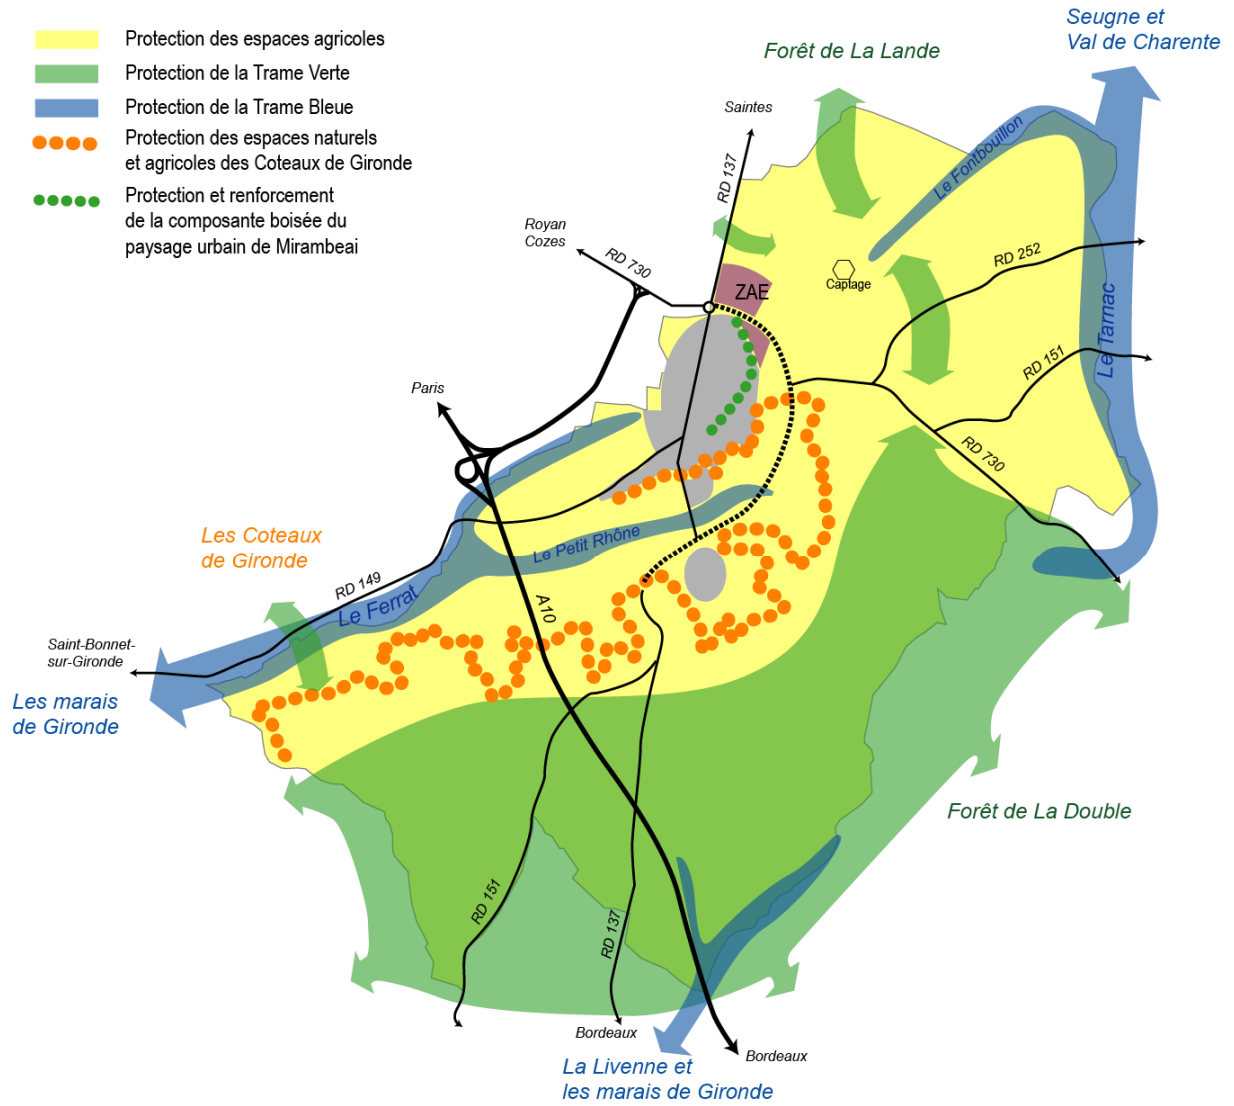 Protection des espaces agricoles
Protection de la Trame Verte
Protection de la Trame Bleue
Protection des espaces naturels
et agricoles des Coteaux de Gironde
Protection et renforcement
de la composante boisée du
paysage urbain de Mirambeai
Seugne et
Val de Charente
Forêt de La Lande
Saintes
RD 137
Le Fontbouillon
Royan
Cozes
RD 730
RD 252
Captage
ZAE
Le Tarnac
RD 151
Paris
RD 730
Les Coteaux
de Gironde
Le Petit Rhône
RD 149
Le Ferrat
A10
Saint-Bonnet-
sur-Gironde
Les marais
de Gironde
Forêt de La Double
RD 151
RD 137
Bordeaux
Bordeaux
La Livenne et
les marais de Gironde